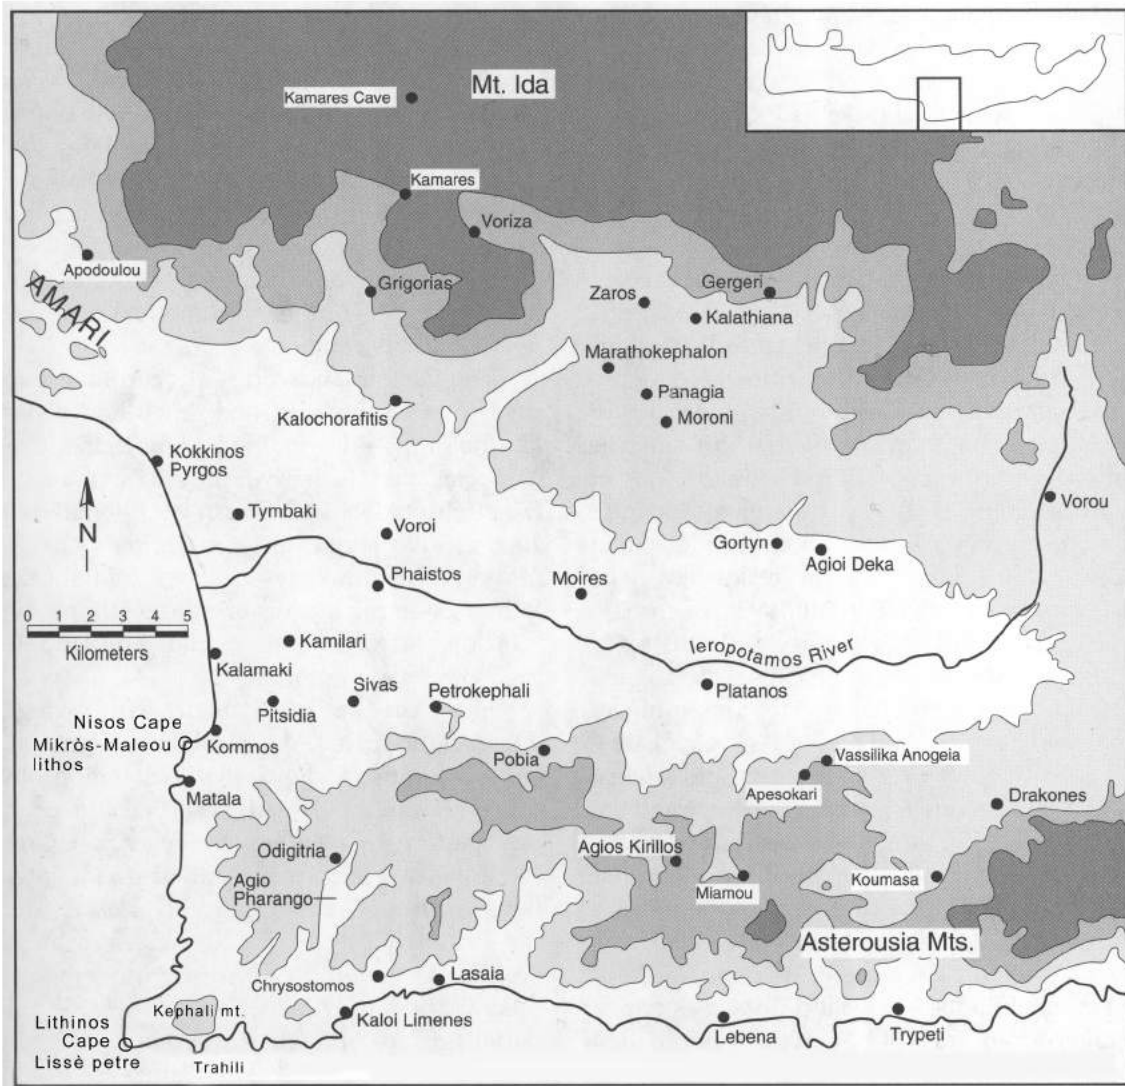 Mt. Ida
Kamares Cave
Kamares
Voriza
Apodoulou
AMARI
Grigorias
Gergeri
Zaros
Kalathiana
Marathokephalon
Panagia
Moroni
Kalochorafitis
Kokkinos
Pyrgos
N
Tymbaki
Voroi
Vorou
Gortyn
Agioi Deka
Phaistos
Moires
0 1 2 3 4 5
Kilometers
Kamilari
Ieropotamos River
Kalamaki
Sivas
Petrokephali
Platanos
Pitsidia
Nisos Cape
Mikròs-Maleou
lithos
Kommos
Pobia
Vassilika Anogeia
Apesokari
Matala
Drakones
Odigitria
Agios Kirillos
Agio
Pharango
Miamou
Koumasa
Asterousia Mts.
Lasaia
Chrysostomos
Kephali mt.
Kaloi Limenes
Lithinos
Cape
Lissè petre
Trahili
Lebena
Trypeti